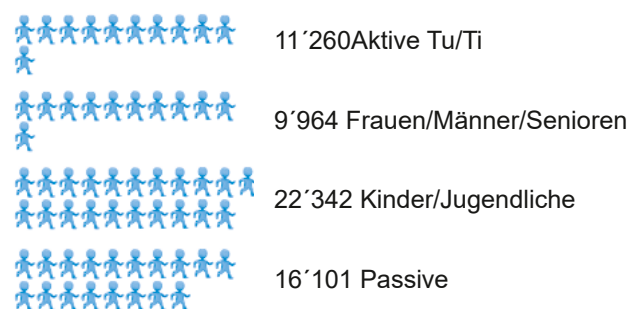 11´260Aktive Tu/Ti
9´964 Frauen/Männer/Senioren
22´342 Kinder/Jugendliche
16´101 Passive